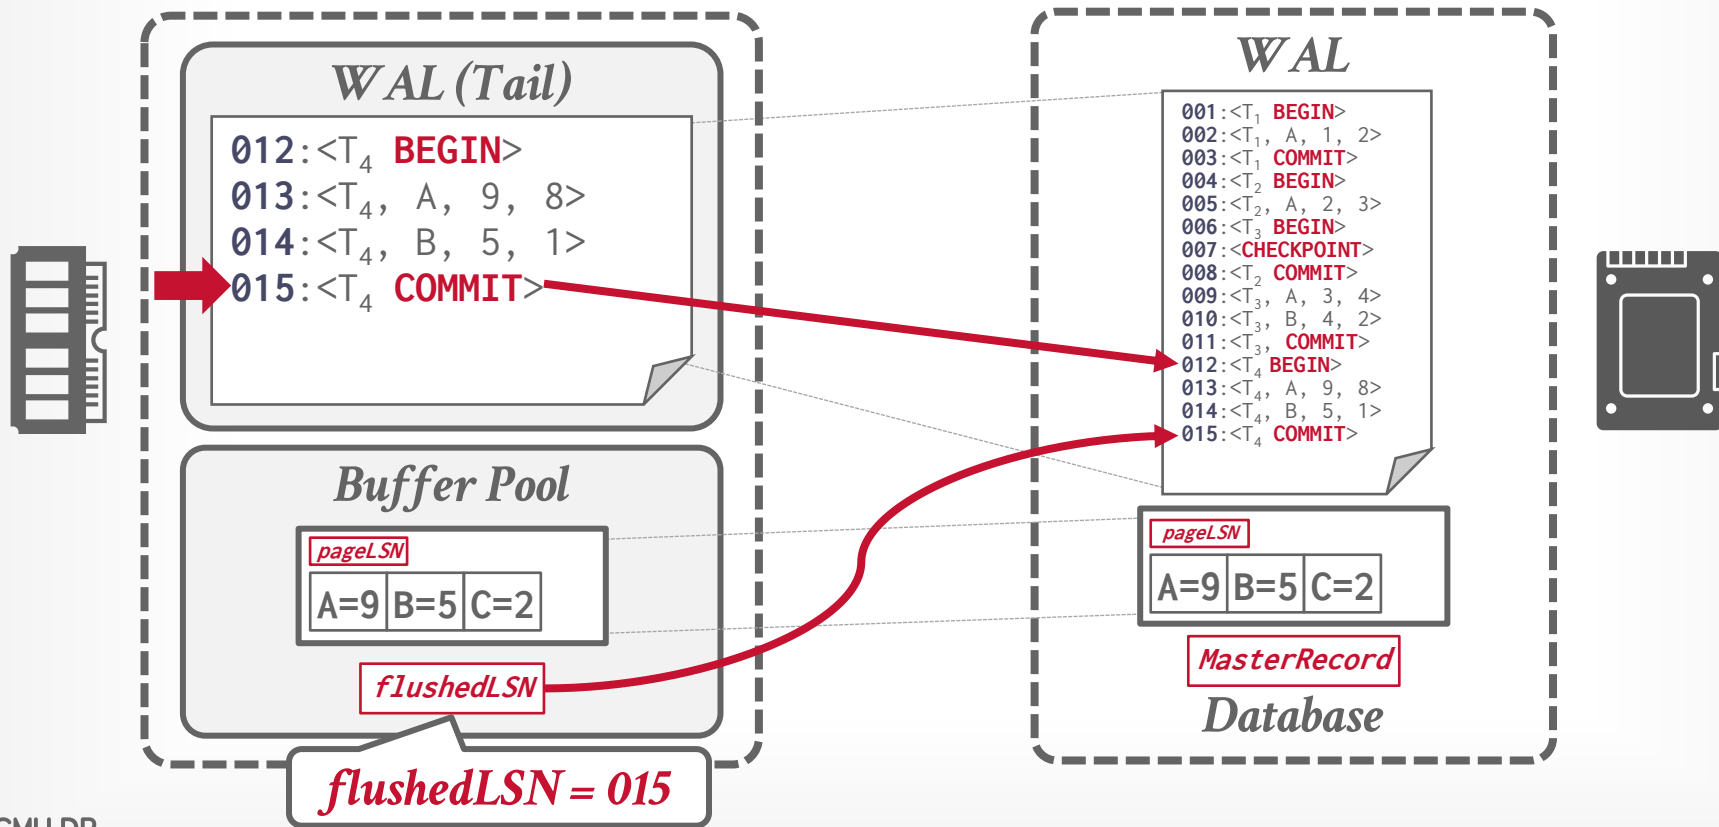 WAL (Tail)
012:<T4 BEGIN>
013:<T4, A, 9, 8>
014:<T4, B, 5, 1>
015:<T4 COMMIT>
Buffer Pool
pageLSN
A=9 B=5 C=2
flushedLSN
flushedLSN = 015
WAL
001:<T1 BEGIN>
002:<T1, A, 1, 2>
003:<T1 COMMIT>
004:<T2 BEGIN>
005:<T2, A, 2, 3>
006:<T3 BEGIN>
007:<CHECKPOINT>
008:<T2 COMMIT>
009:<T3, A, 3, 4>
010:<T3, B, 4, 2>
011:<T3, COMMIT>
012:<T4 BEGIN>
013:<T4, A, 9, 8>
014:<T4, B, 5, 1>
015:<T4 COMMIT>
pageLSN
A=9 B=5 C=2
MasterRecord
Database